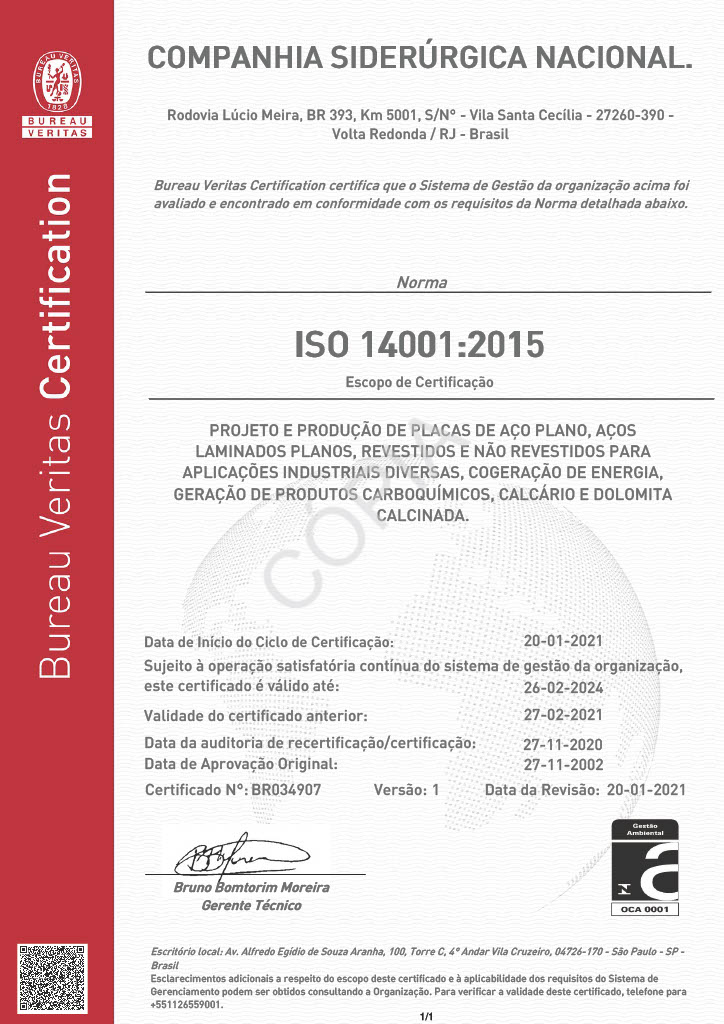 COMPANHIA SIDERÚRGICA NACIONAL.
Rodovia Lúcio Meira, BR 393, Km 5001, S/Nº - Vila Santa Cecília - 27260-390 -
Volta Redonda / RJ - Brasil
Bureau Veritas Certification certifica que o Sistema de Gestão da organização acima foi
avaliado e encontrado em conformidade com os requisitos da Norma detalhada abaixo.
Norma
ISO 14001:2015
Escopo de Certificação
PROJETO E PRODUÇÃO DE PLACAS DE AÇO PLANO, AÇOS
LAMINADOS PLANOS, REVESTIDOS E NÃO REVESTIDOS PARA
APLICAÇÕES INDUSTRIAIS DIVERSAS, COGERAÇÃO DE ENERGIA,
GERAÇÃO DE PRODUTOS CARBOQUÍMICOS, CALCÁRIO E DOLOMITA
CALCINADA.
CÓPIA
Data de Início do Ciclo de Certificação: 20-01-2021
Sujeito à operação satisfatória contínua do sistema de gestão da organização,
este certificado é válido até: 26-02-2024
Validade do certificado anterior: 27-02-2021
Data da auditoria de recertificação/certificação: 27-11-2020
Data de Aprovação Original: 27-11-2002
Certificado N°: BR034907 Versão: 1 Data da Revisão: 20-01-2021
Bruno Bomtorim Moreira
Gerente Técnico
Gestão
Ambiental
OCA 0001
Escritório local: Av. Alfredo Egídio de Souza Aranha, 100, Torre C, 4º Andar Vila Cruzeiro, 04726-170 - São Paulo - SP -
Brasil
Esclarecimentos adicionais a respeito do escopo deste certificado e à aplicabilidade dos requisitos do Sistema de
Gerenciamento podem ser obtidos consultando a Organização. Para verificar a validade deste certificado, telefone para
+551126559001.
1/1
BUREAU VERITAS
1828
BUREAU
VERITAS
Bureau Veritas Certification